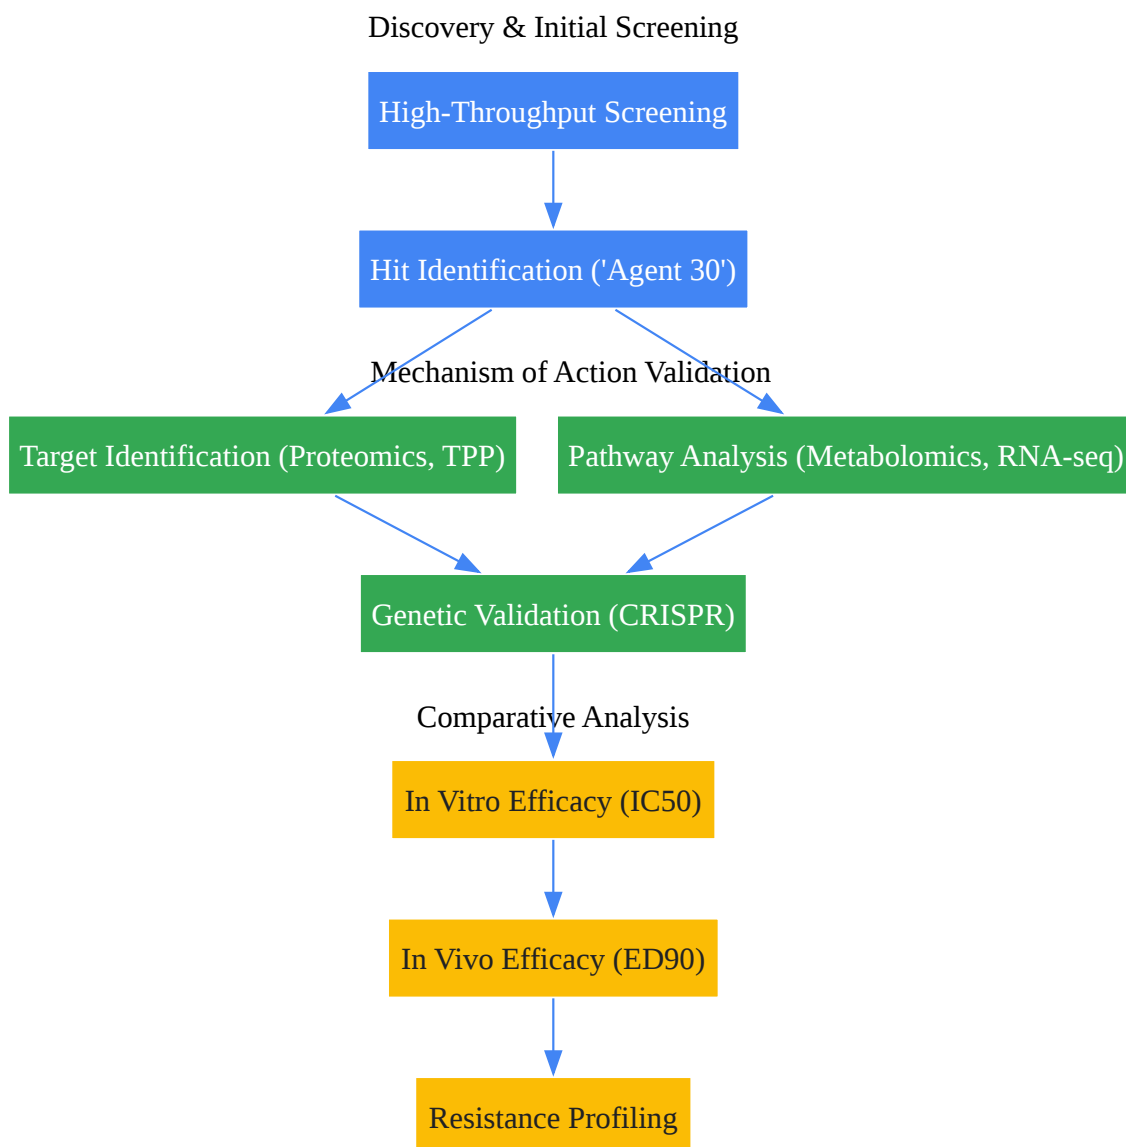 Discovery & Initial Screening
High-Throughput Screening
Hit Identification ('Agent 30')
Mechanism of Action Validation
Target Identification (Proteomics, TPP)
Pathway Analysis (Metabolomics, RNA-seq)
Genetic Validation (CRISPR)
Comparative Analysis
In Vitro Efficacy (IC50)
In Vivo Efficacy (ED90)
Resistance Profiling